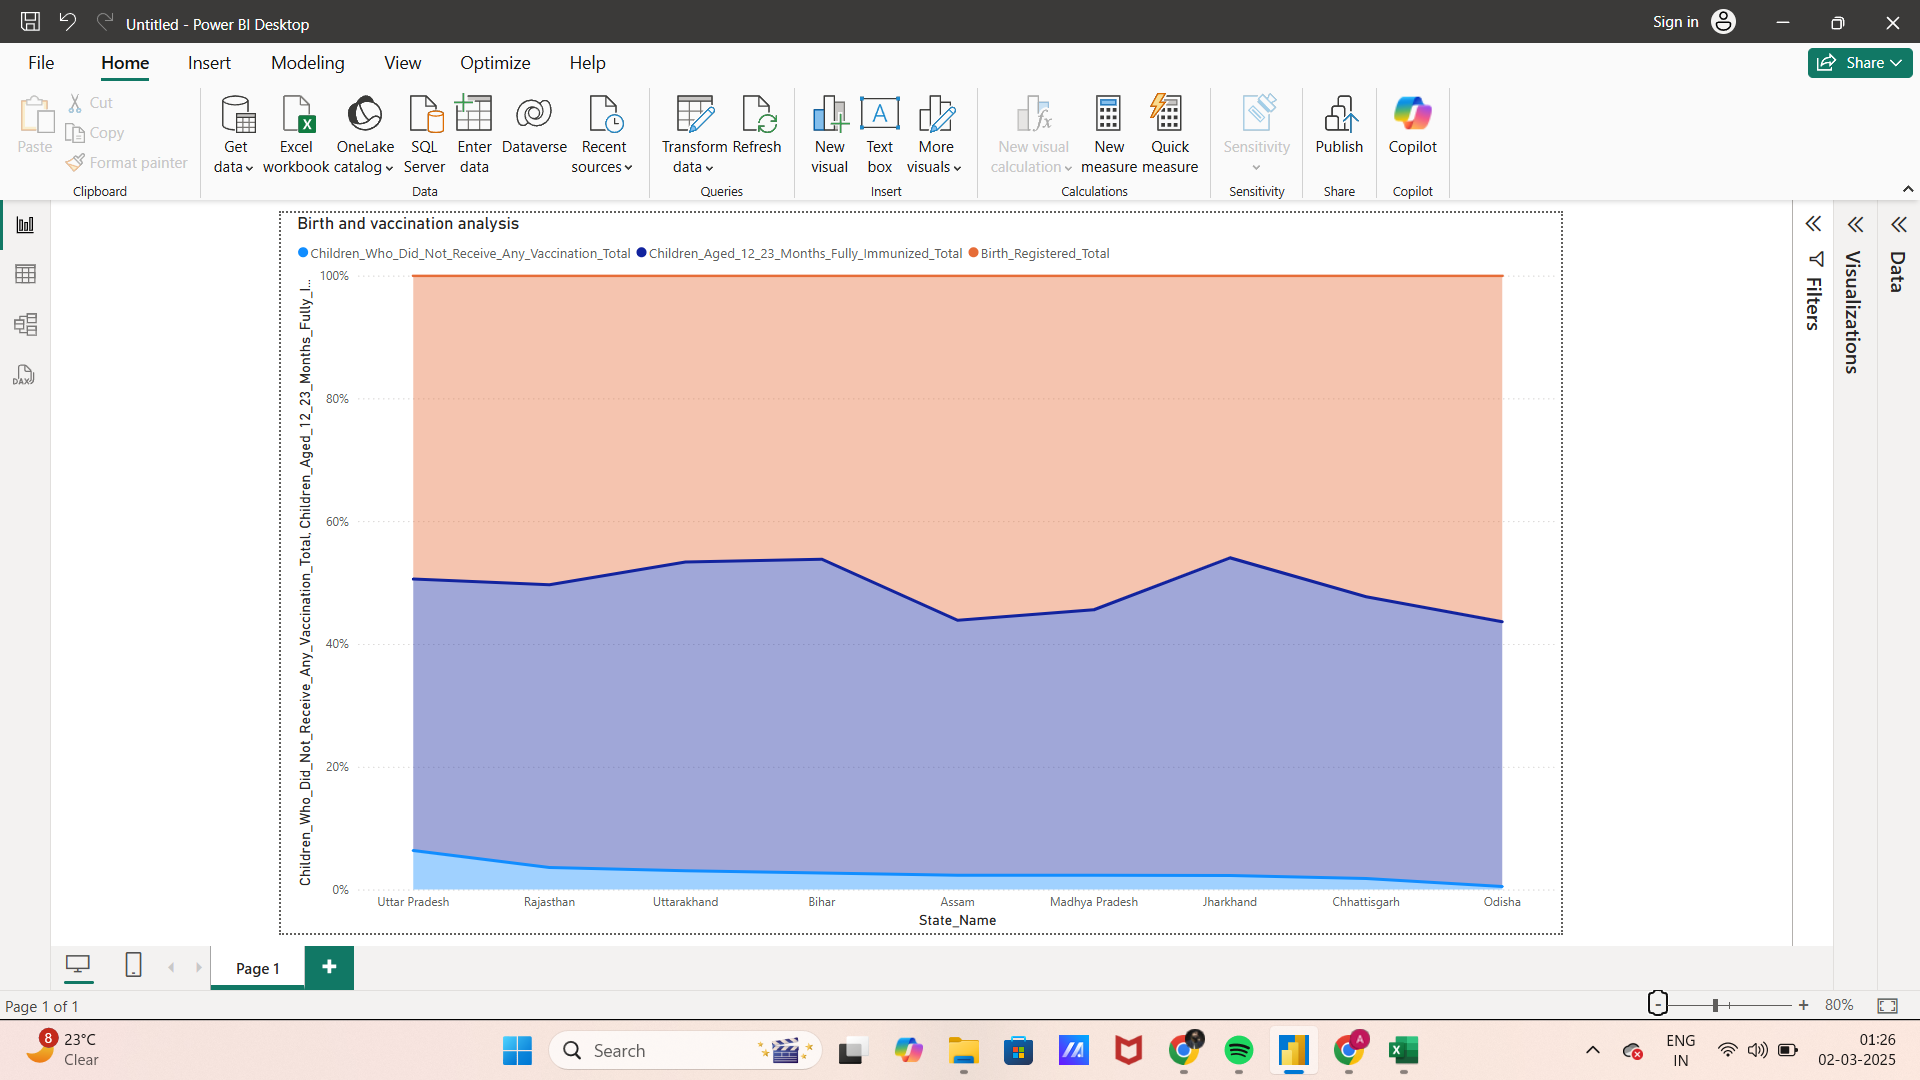 Untitled - Power BI Desktop
Sign in
File Home Insert Modeling View Optimize Help
Share
Paste
Cut
Copy
Format painter
Clipboard
Get data
Excel workbook
OneLake catalog
SQL Server
Enter data
Dataverse
Recent sources
Data
Transform data
Refresh
Queries
New visual
Text box
More visuals
Insert
New visual calculation
New measure
Quick measure
Calculations
Sensitivity
Sensitivity
Publish
Share
Copilot
Copilot
Birth and vaccination analysis
Children_Who_Did_Not_Receive_Any_Vaccination_Total Children_Aged_12_23_Months_Fully_Immunized_Total Birth_Registered_Total
Children_Who_Did_Not_Receive_Any_Vaccination_Total, Children_Aged_12_23_Months_Fully_I...
100%
80%
60%
40%
20%
0%
Uttar Pradesh Rajasthan Uttarakhand Bihar Assam Madhya Pradesh Jharkhand Chhattisgarh Odisha
State_Name
Filters
Visualizations
Data
DAX
Page 1
+
Page 1 of 1
- + 80%
8
23°C
Clear
Search
A
ENG
IN
01:26
02-03-2025